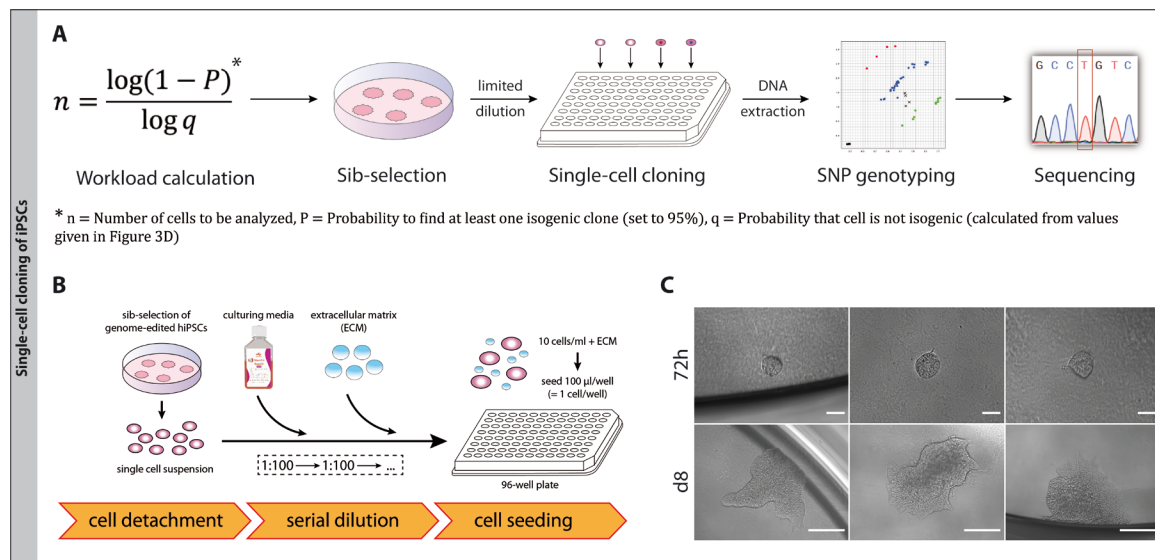 Single-cell cloning of iPSCs
A
n = log(1 − P)* / log q
limited
dilution
DNA
extraction
G C C T G T C
Workload calculation
Sib-selection
Single-cell cloning
SNP genotyping
Sequencing
* n = Number of cells to be analyzed, P = Probability to find at least one isogenic clone (set to 95%), q = Probability that cell is not isogenic (calculated from values
given in Figure 3D)
B
sib-selection of
genome-edited hiPSCs
culturing media
extracellular matrix
(ECM)
10 cells/ml + ECM
seed 100 µl/well
(= 1 cell/well)
single cell suspension
1:100 → 1:100 → ...
96-well plate
cell detachment
serial dilution
cell seeding
C
72h
d8